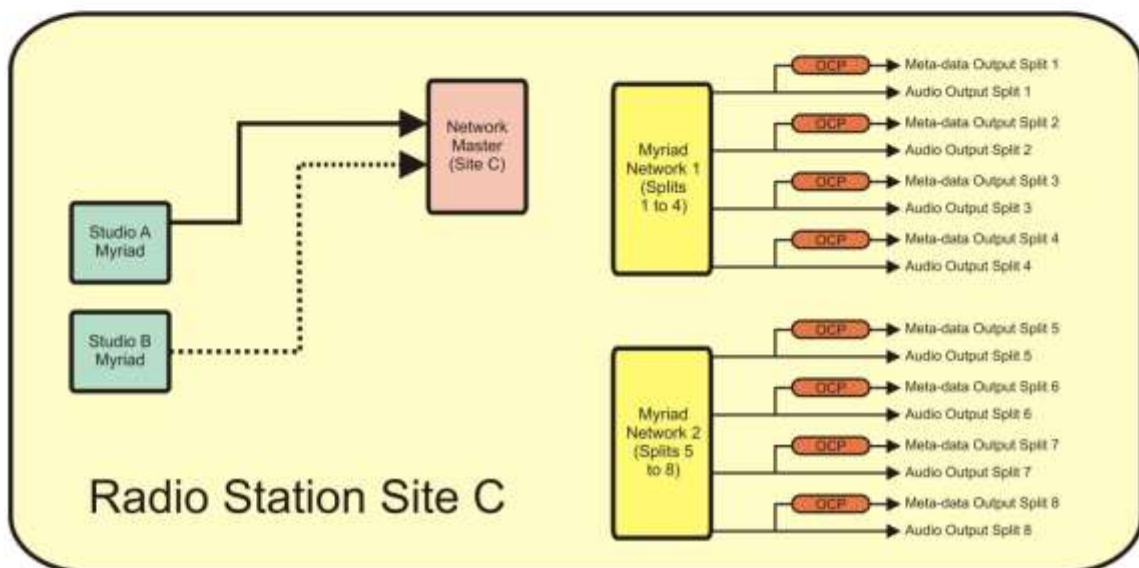 Network
Master
(Site C)
Studio A
Myriad
Studio B
Myriad
Radio Station Site C
Myriad
Network 1
(Splits
1 to 4)
OCP
Meta-data Output Split 1
Audio Output Split 1
OCP
Meta-data Output Split 2
Audio Output Split 2
OCP
Meta-data Output Split 3
Audio Output Split 3
OCP
Meta-data Output Split 4
Audio Output Split 4
Myriad
Network 2
(Splits 5
to 8)
OCP
Meta-data Output Split 5
Audio Output Split 5
OCP
Meta-data Output Split 6
Audio Output Split 6
OCP
Meta-data Output Split 7
Audio Output Split 7
OCP
Meta-data Output Split 8
Audio Output Split 8